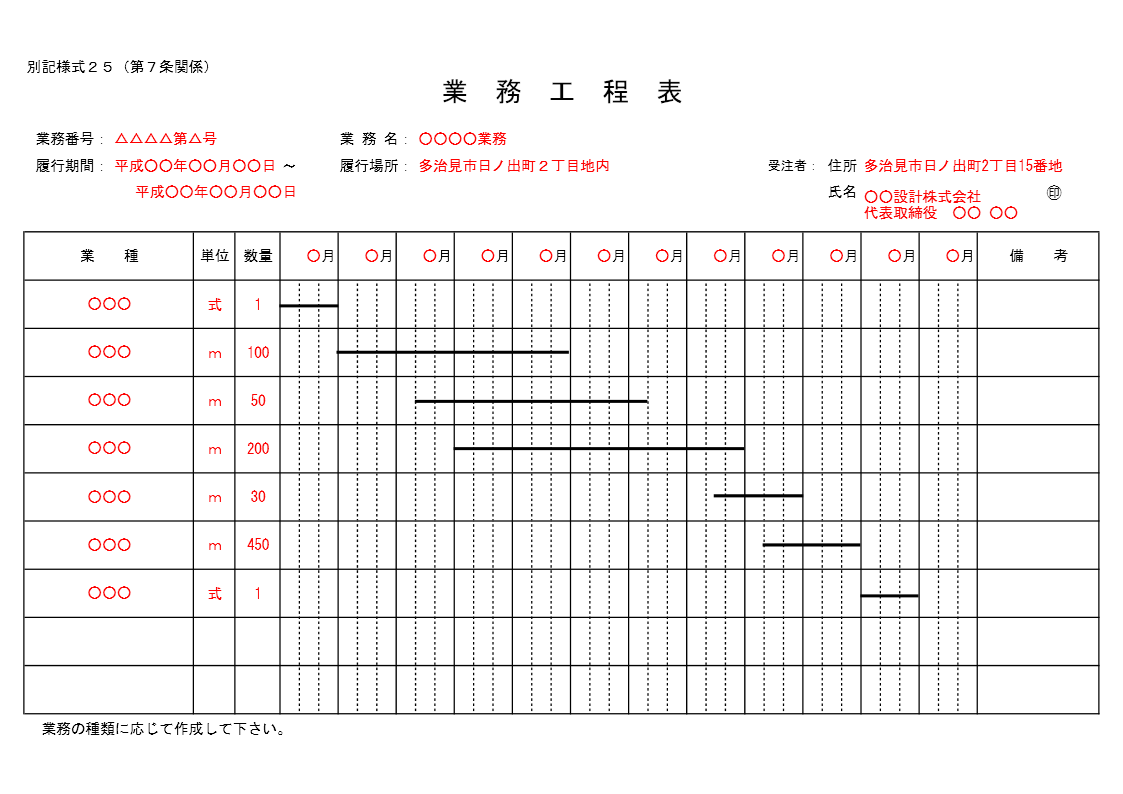 別記様式２５（第７条関係）
業　務　工　程　表
業務番号： △△△△第△号　業 務 名： 〇〇〇〇業務
履行期間： 平成〇〇年〇〇月〇〇日 ～　履行場所： 多治見市日ノ出町２丁目地内　受注者： 住所 多治見市日ノ出町2丁目15番地
平成〇〇年〇〇月〇〇日　氏名 〇〇設計株式会社 ㊞
代表取締役　〇〇 〇〇
業　種　単位　数量　〇月　〇月　〇月　〇月　〇月　〇月　〇月　〇月　〇月　〇月　〇月　〇月　備　考
〇〇〇　式　1
〇〇〇　ｍ　100
〇〇〇　ｍ　50
〇〇〇　ｍ　200
〇〇〇　ｍ　30
〇〇〇　ｍ　450
〇〇〇　式　1
業務の種類に応じて作成して下さい。